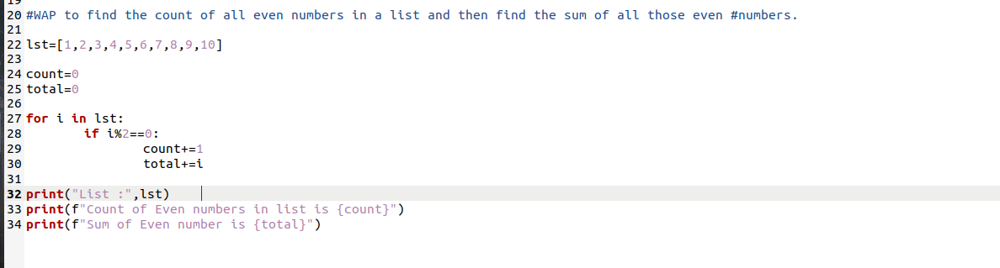 20 #WAP to find the count of all even numbers in a list and then find the sum of all those even #numbers.
21
22 lst=[1,2,3,4,5,6,7,8,9,10]
23
24 count=0
25 total=0
26
27 for i in lst:
28 if i%2==0:
29 count+=1
30 total+=i
31
32 print("List :",lst)
33 print(f"Count of Even numbers in list is {count}")
34 print(f"Sum of Even number is {total}")